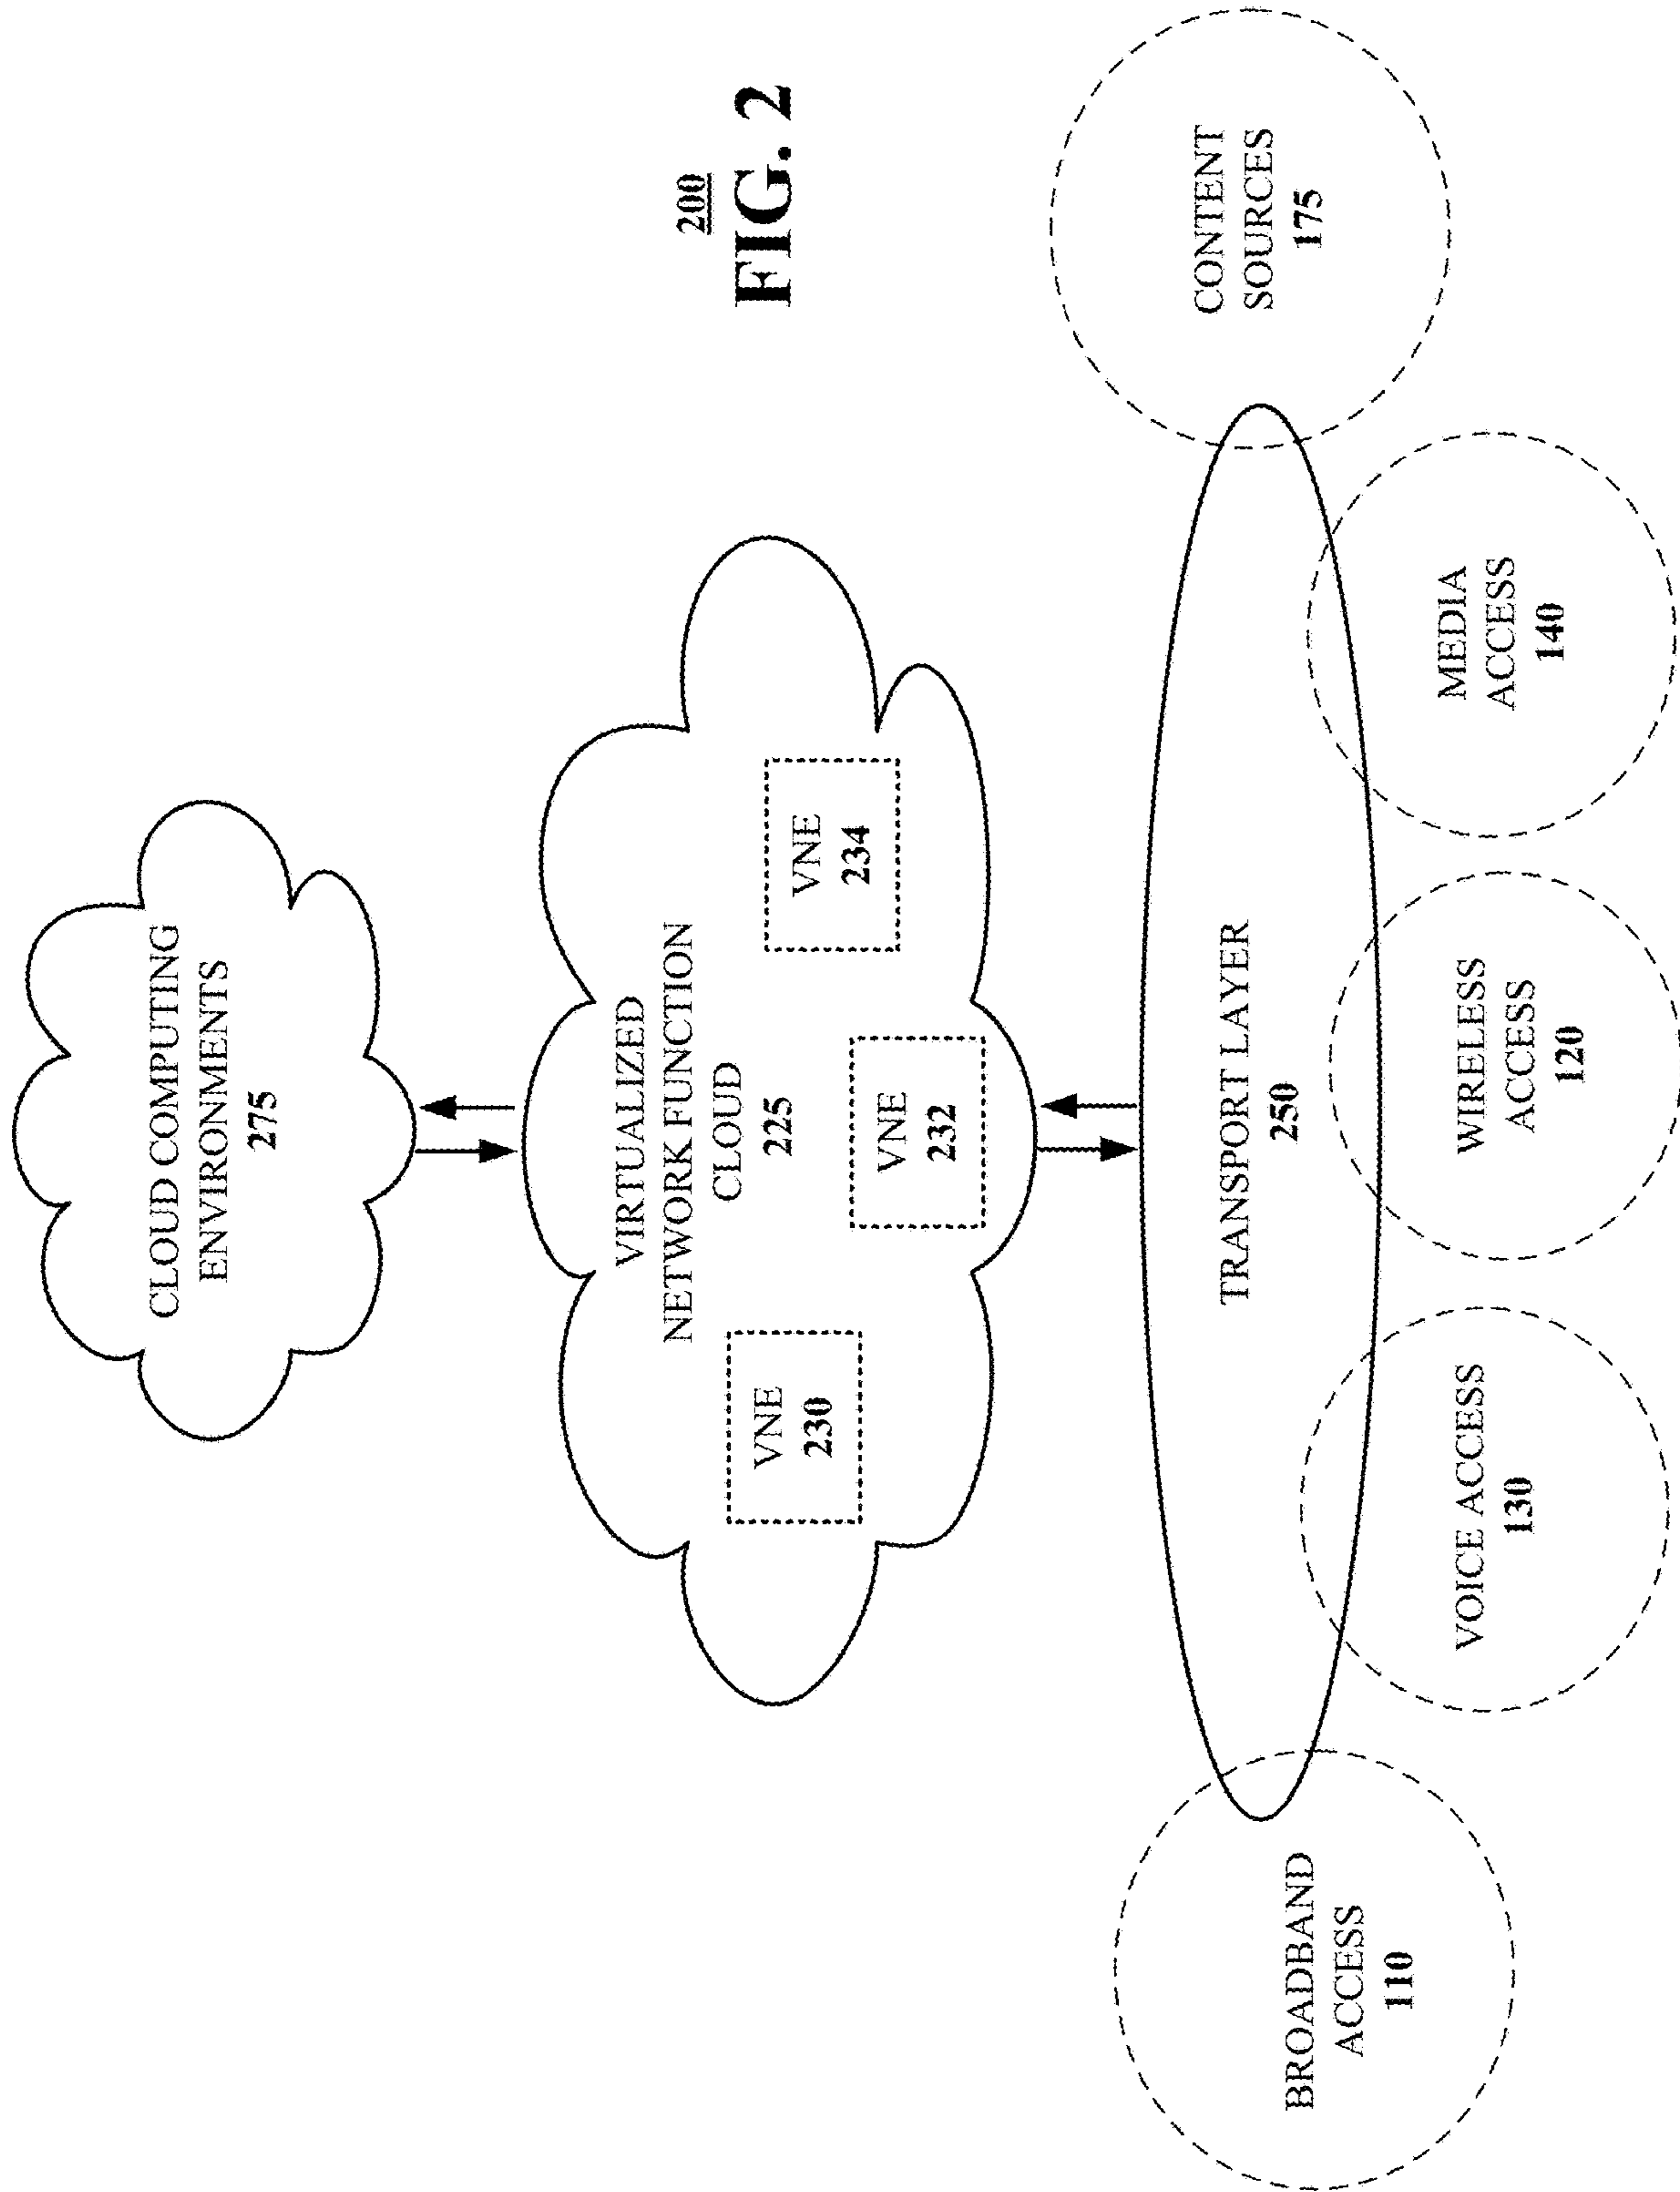 CLOUD COMPUTING
ENVIRONMENTS
275
VIRTUALIZED
NETWORK FUNCTION
CLOUD
225
VNE
230
VNE
232
VNE
234
TRANSPORT LAYER
250
BROADBAND
ACCESS
110
VOICE ACCESS
130
WIRELESS
ACCESS
120
MEDIA
ACCESS
140
CONTENT
SOURCES
175
200
FIG. 2